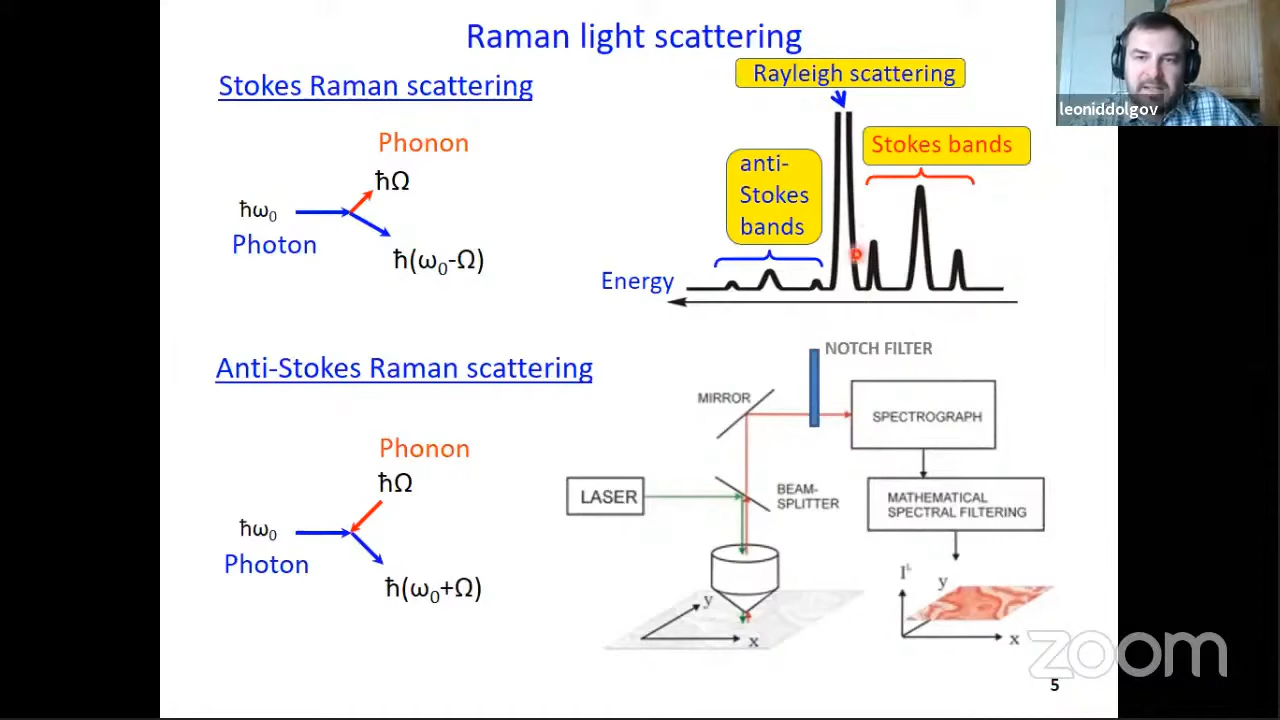 Raman light scattering
Stokes Raman scattering
Phonon
ħΩ
ħω₀
Photon
ħ(ω₀-Ω)
Rayleigh scattering
Stokes bands
anti-
Stokes
bands
Energy
leoniddolgov
Anti-Stokes Raman scattering
Phonon
ħΩ
ħω₀
Photon
ħ(ω₀+Ω)
NOTCH FILTER
MIRROR
SPECTROGRAPH
LASER
BEAM-
SPLITTER
MATHEMATICAL
SPECTRAL FILTERING
y
x
Iᴸ
y
x
zoom
5